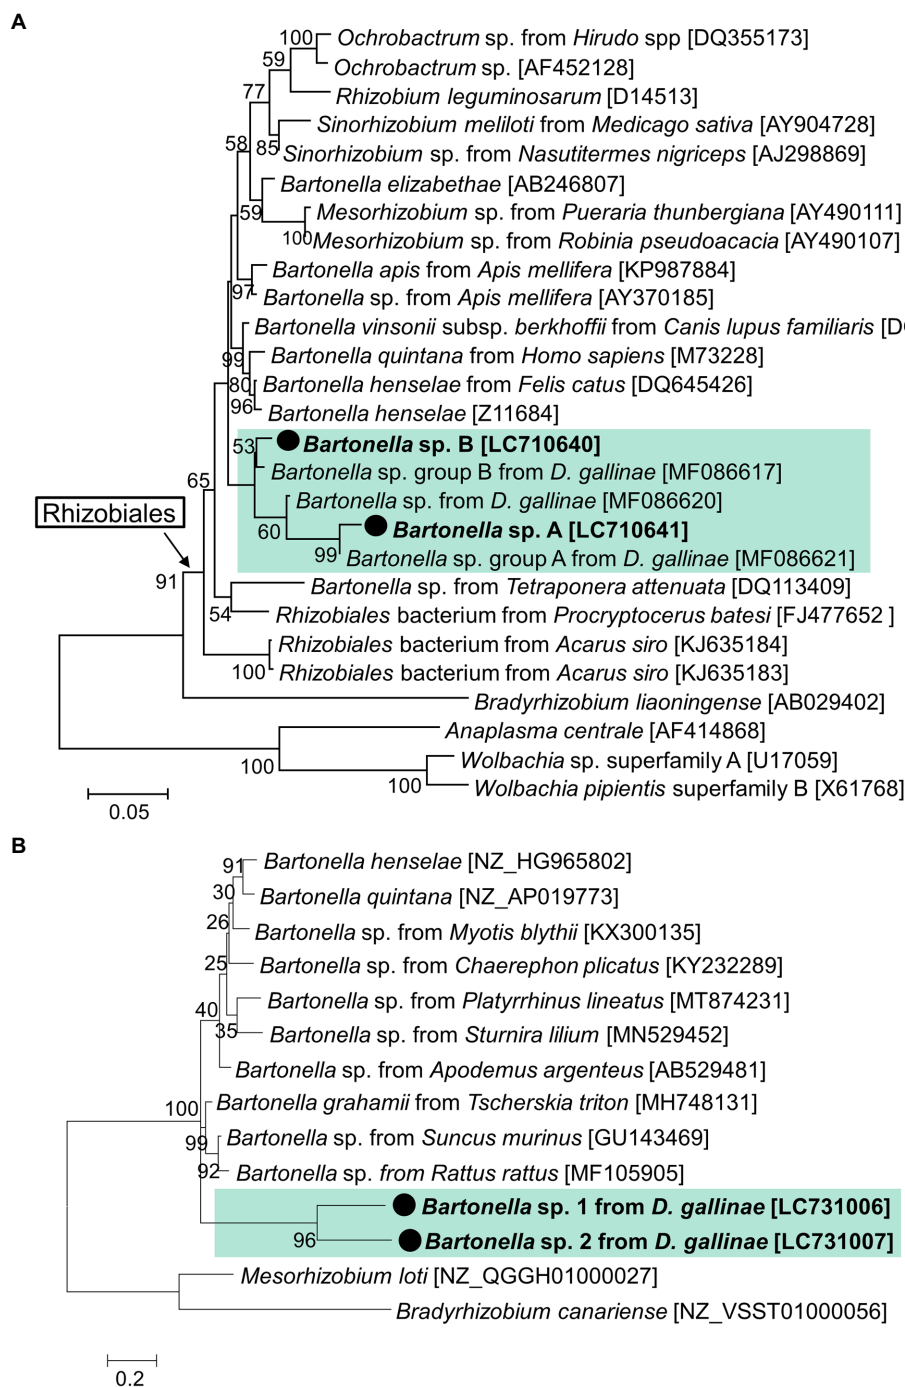 A
100 Ochrobactrum sp. from Hirudo spp [DQ355173]
59 Ochrobactrum sp. [AF452128]
77 Rhizobium leguminosarum [D14513]
Sinorhizobium meliloti from Medicago sativa [AY904728]
58 85 Sinorhizobium sp. from Nasutitermes nigriceps [AJ298869]
Bartonella elizabethae [AB246807]
59 Mesorhizobium sp. from Pueraria thunbergiana [AY490111]
100 Mesorhizobium sp. from Robinia pseudoacacia [AY490107]
Bartonella apis from Apis mellifera [KP987884]
97 Bartonella sp. from Apis mellifera [AY370185]
Bartonella vinsonii subsp. berkhoffii from Canis lupus familiaris
99 Bartonella quintana from Homo sapiens [M73228]
80 Bartonella henselae from Felis catus [DQ645426]
96 Bartonella henselae [Z11684]
53 Bartonella sp. B [LC710640]
Bartonella sp. group B from D. gallinae [MF086617]
65 Bartonella sp. from D. gallinae [MF086620]
Rhizobiales 60 Bartonella sp. A [LC710641]
99 Bartonella sp. group A from D. gallinae [MF086621]
91 Bartonella sp. from Tetraponera attenuata [DQ113409]
54 Rhizobiales bacterium from Procryptocerus batesi [FJ477652 ]
Rhizobiales bacterium from Acarus siro [KJ635184]
100 Rhizobiales bacterium from Acarus siro [KJ635183]
Bradyrhizobium liaoningense [AB029402]
Anaplasma centrale [AF414868]
100 Wolbachia sp. superfamily A [U17059]
100 Wolbachia pipientis superfamily B [X61768]
0.05
B
91 Bartonella henselae [NZ_HG965802]
30 Bartonella quintana [NZ_AP019773]
26 Bartonella sp. from Myotis blythii [KX300135]
25 Bartonella sp. from Chaerephon plicatus [KY232289]
40 Bartonella sp. from Platyrrhinus lineatus [MT874231]
35 Bartonella sp. from Sturnira lilium [MN529452]
Bartonella sp. from Apodemus argenteus [AB529481]
100 Bartonella grahamii from Tscherskia triton [MH748131]
99 Bartonella sp. from Suncus murinus [GU143469]
92 Bartonella sp. from Rattus rattus [MF105905]
Bartonella sp. 1 from D. gallinae [LC731006]
96 Bartonella sp. 2 from D. gallinae [LC731007]
Mesorhizobium loti [NZ_QGGH01000027]
Bradyrhizobium canariense [NZ_VSST01000056]
0.2